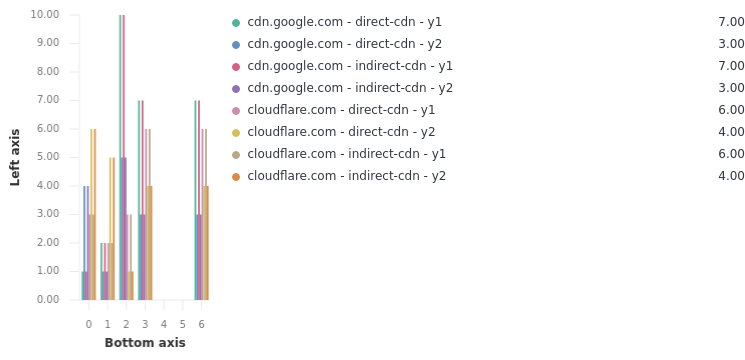 10.00
9.00
8.00
7.00
6.00
5.00
4.00
3.00
2.00
1.00
0.00
Left axis
0 1 2 3 4 5 6
Bottom axis
cdn.google.com - direct-cdn - y1 7.00
cdn.google.com - direct-cdn - y2 3.00
cdn.google.com - indirect-cdn - y1 7.00
cdn.google.com - indirect-cdn - y2 3.00
cloudflare.com - direct-cdn - y1 6.00
cloudflare.com - direct-cdn - y2 4.00
cloudflare.com - indirect-cdn - y1 6.00
cloudflare.com - indirect-cdn - y2 4.00